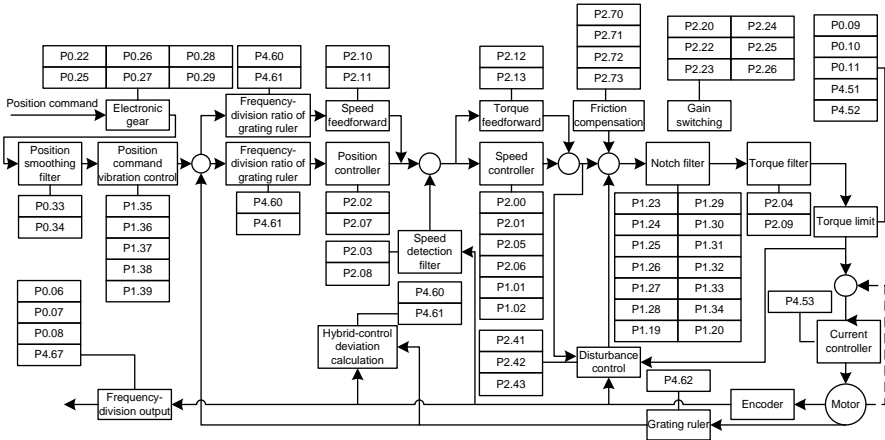 P2.70
P2.20 P2.24
P0.09
P0.22 P0.26 P0.28
P4.60
P2.10
P2.12
P2.71
P2.22 P2.25
P0.10
P0.25 P0.27 P0.29
P4.61
P2.11
P2.13
P2.72
P2.23 P2.26
P0.11
P2.73
P4.51
P4.52
Position command
Electronic
gear
Frequency-
division ratio of
grating ruler
Speed
feedforward
Torque
feedforward
Friction
compensation
Gain
switching
Position
smoothing
filter
Position
command
vibration control
Frequency-
division ratio of
grating ruler
Position
controller
Speed
controller
Notch filter
Torque filter
Torque limit
P0.33
P0.34
P1.35
P1.36
P1.37
P1.38
P1.39
P4.60
P4.61
P2.02
P2.07
P2.03
P2.08
Speed
detection
filter
P2.00
P2.01
P2.05
P2.06
P1.01
P1.02
P1.23 P1.29
P1.24 P1.30
P1.25 P1.31
P1.26 P1.32
P1.27 P1.33
P1.28 P1.34
P1.19 P1.20
P2.04
P2.09
P0.06
P0.07
P0.08
P4.67
P4.60
P4.61
Hybrid-control
deviation
calculation
P2.41
P2.42
P2.43
Disturbance
control
P4.53
Current
controller
P4.62
Frequency-
division output
Encoder
Motor
Grating ruler